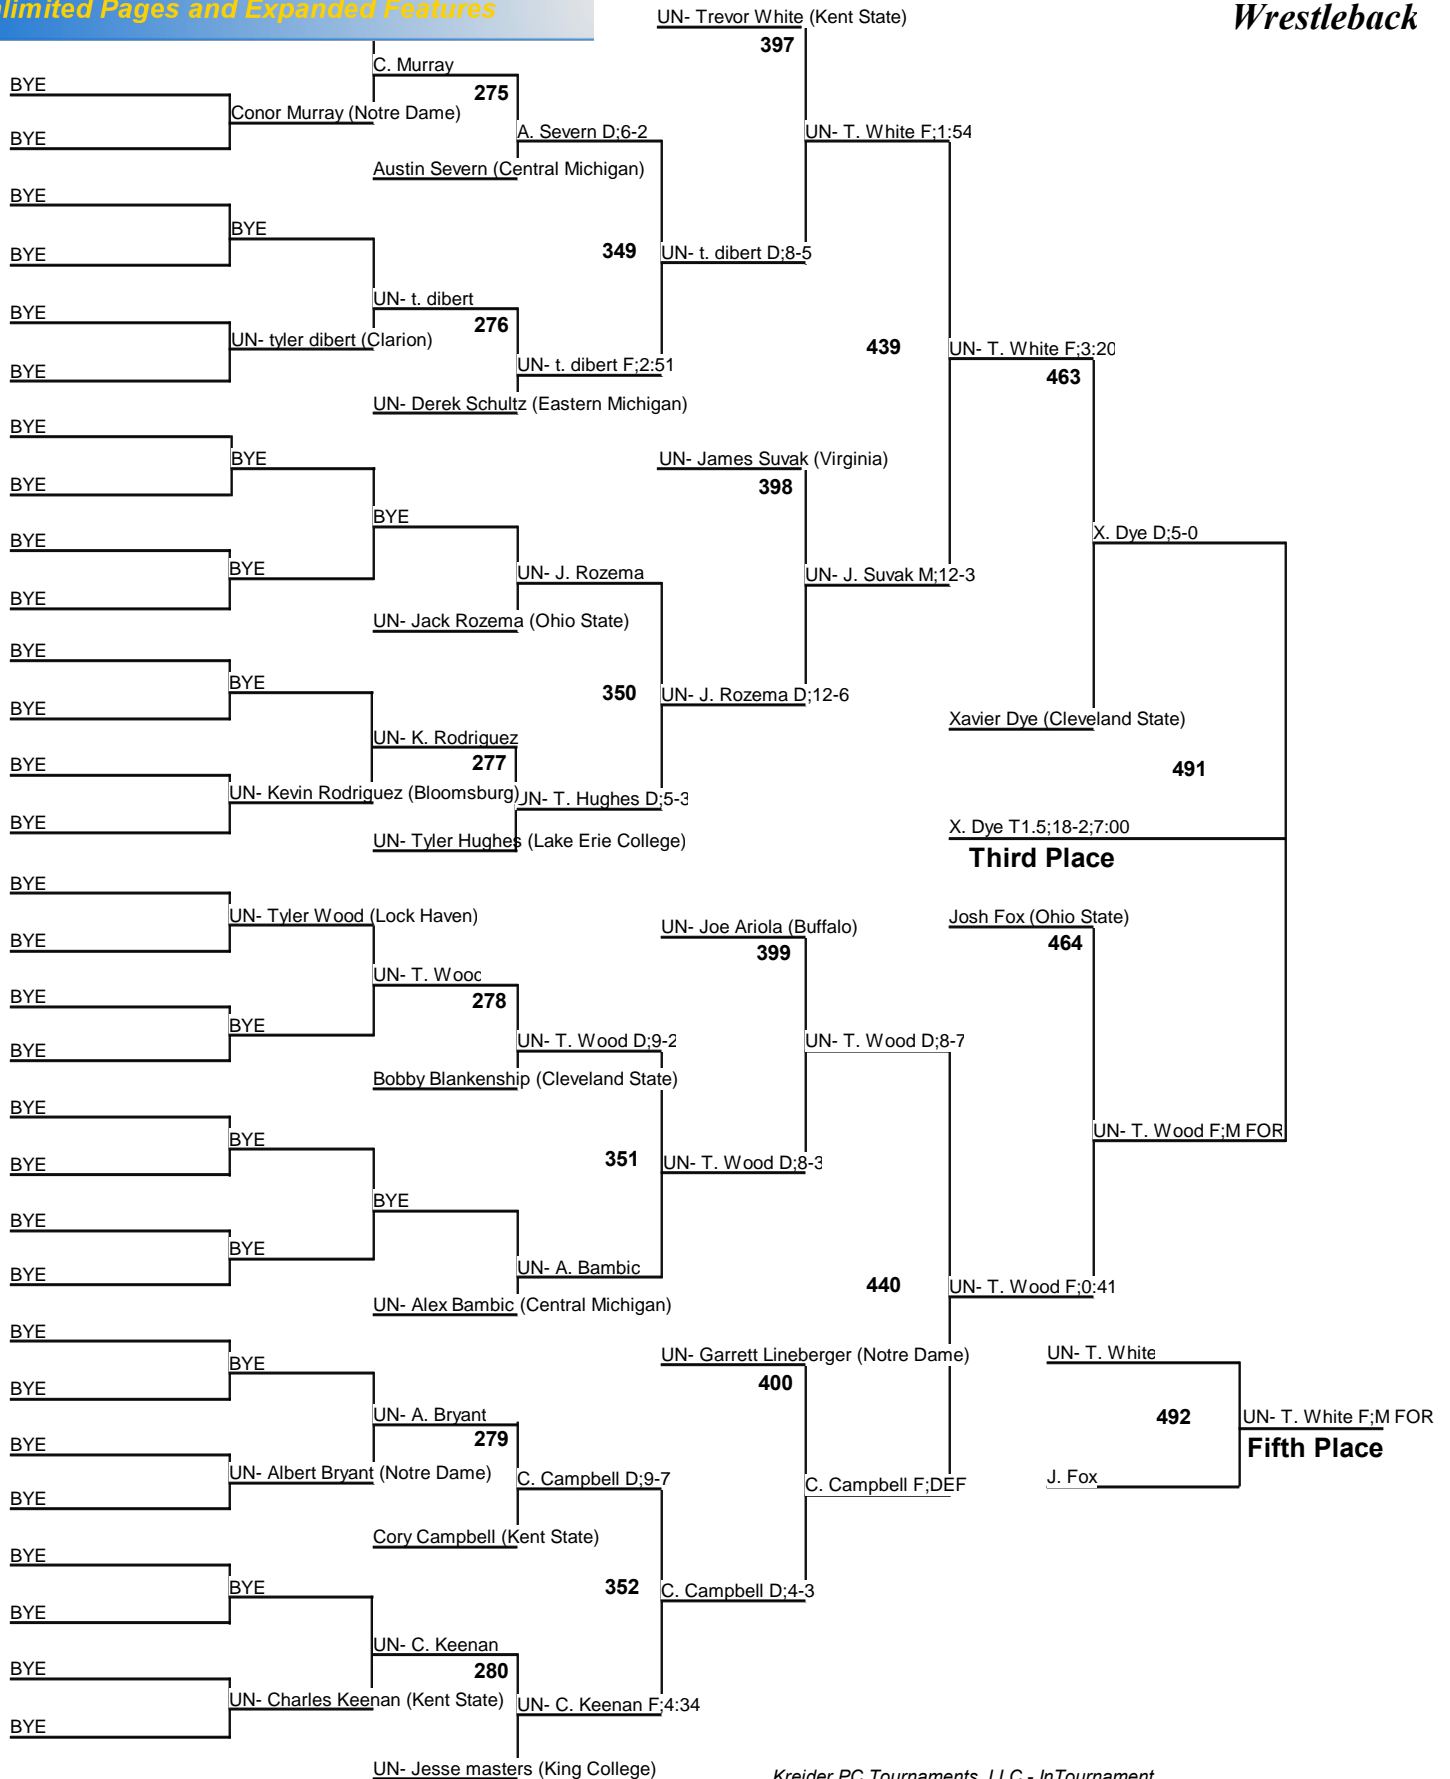 limited Pages and Expanded Features
Wrestleback
UN- Trevor White (Kent State)
397
C. Murray
275
BYE
Conor Murray (Notre Dame)
BYE
A. Severn D;6-2
UN- T. White F;1:54
Austin Severn (Central Michigan)
BYE
BYE
BYE
349
UN- t. dibert D;8-5
UN- t. dibert
276
BYE
UN- tyler dibert (Clarion)
BYE
UN- t. dibert F;2:51
439
UN- T. White F;3:20
463
UN- Derek Schultz (Eastern Michigan)
BYE
BYE
BYE
UN- James Suvak (Virginia)
398
BYE
BYE
BYE
BYE
UN- J. Rozema
UN- J. Suvak M;12-3
X. Dye D;5-0
UN- Jack Rozema (Ohio State)
BYE
BYE
BYE
350
UN- J. Rozema D;12-6
Xavier Dye (Cleveland State)
UN- K. Rodriguez
277
BYE
UN- Kevin Rodriguez (Bloomsburg)
BYE
UN- T. Hughes D;5-3
491
UN- Tyler Hughes (Lake Erie College)
X. Dye T1.5;18-2;7:00
Third Place
BYE
UN- Tyler Wood (Lock Haven)
BYE
UN- Joe Ariola (Buffalo)
399
Josh Fox (Ohio State)
464
UN- T. Wood
278
BYE
BYE
BYE
UN- T. Wood D;9-2
UN- T. Wood D;8-7
Bobby Blankenship (Cleveland State)
BYE
BYE
BYE
351
UN- T. Wood D;8-3
UN- T. Wood F;M FOR
BYE
BYE
BYE
BYE
UN- A. Bambic
440
UN- T. Wood F;0:41
UN- Alex Bambic (Central Michigan)
BYE
BYE
BYE
UN- Garrett Lineberger (Notre Dame)
400
UN- T. White
492
UN- T. White F;M FOR
Fifth Place
J. Fox
UN- A. Bryant
279
BYE
UN- Albert Bryant (Notre Dame)
BYE
C. Campbell D;9-7
C. Campbell F;DEF
Cory Campbell (Kent State)
BYE
BYE
BYE
352
C. Campbell D;4-3
UN- C. Keenan
280
BYE
UN- Charles Keenan (Kent State)
BYE
UN- C. Keenan F;4:34
UN- Jesse masters (King College)
Kreider PC Tournaments, LLC - InTournament